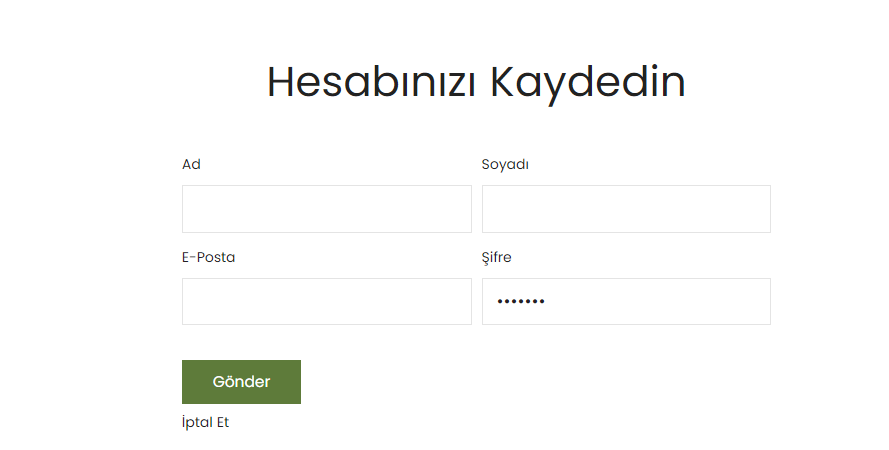 Hesabınızı Kaydedin
Ad
Soyadı
E-Posta
Şifre
•••••••
Gönder
İptal Et